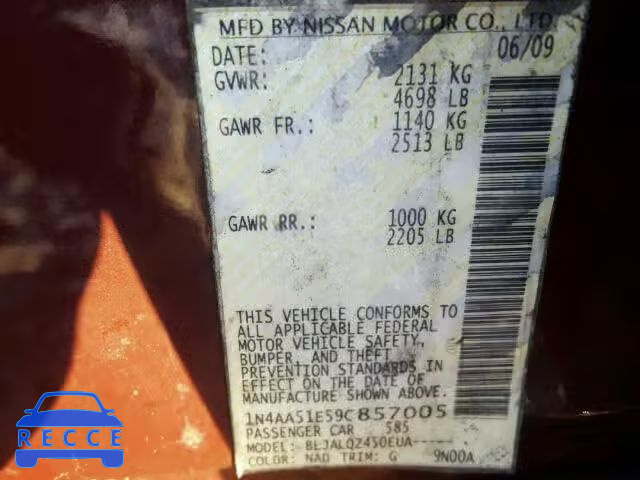 MFD BY NISSAN MOTOR CO., LTD.
DATE: 06/09
GVWR: 2131 KG
4698 LB
GAWR FR.: 1140 KG
2513 LB
GAWR RR.: 1000 KG
2205 LB
THIS VEHICLE CONFORMS TO
ALL APPLICABLE FEDERAL
MOTOR VEHICLE SAFETY,
BUMPER, AND THEFT
PREVENTION STANDARDS IN
EFFECT ON THE DATE OF
MANUFACTURE SHOWN ABOVE.
1N4AA51E59C857005
PASSENGER CAR 585
MODEL: BLJALQZ450EUA-----
COLOR: NAD TRIM: G 9N00A
RECCE